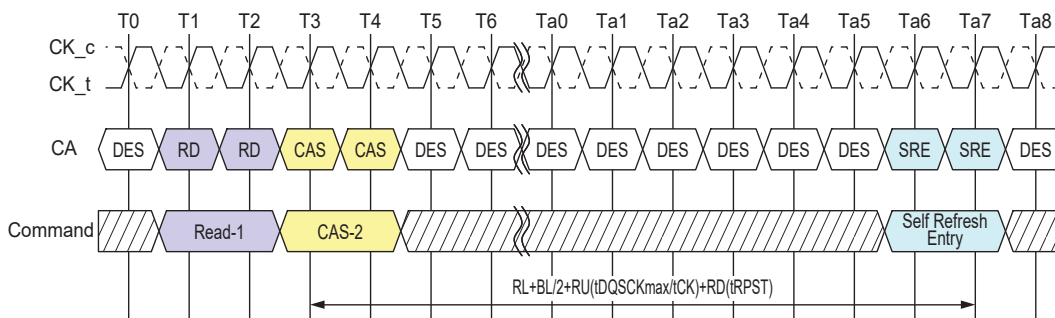 T0 T1 T2 T3 T4 T5 T6 Ta0 Ta1 Ta2 Ta3 Ta4 Ta5 Ta6 Ta7 Ta8
CK_c
CK_t
CA DES RD RD CAS CAS DES DES DES DES DES DES DES DES SRE SRE DES
Command Read-1 CAS-2 Self Refresh
Entry
RL+BL/2+RU(tDQSCKmax/tCK)+RD(tRPST)